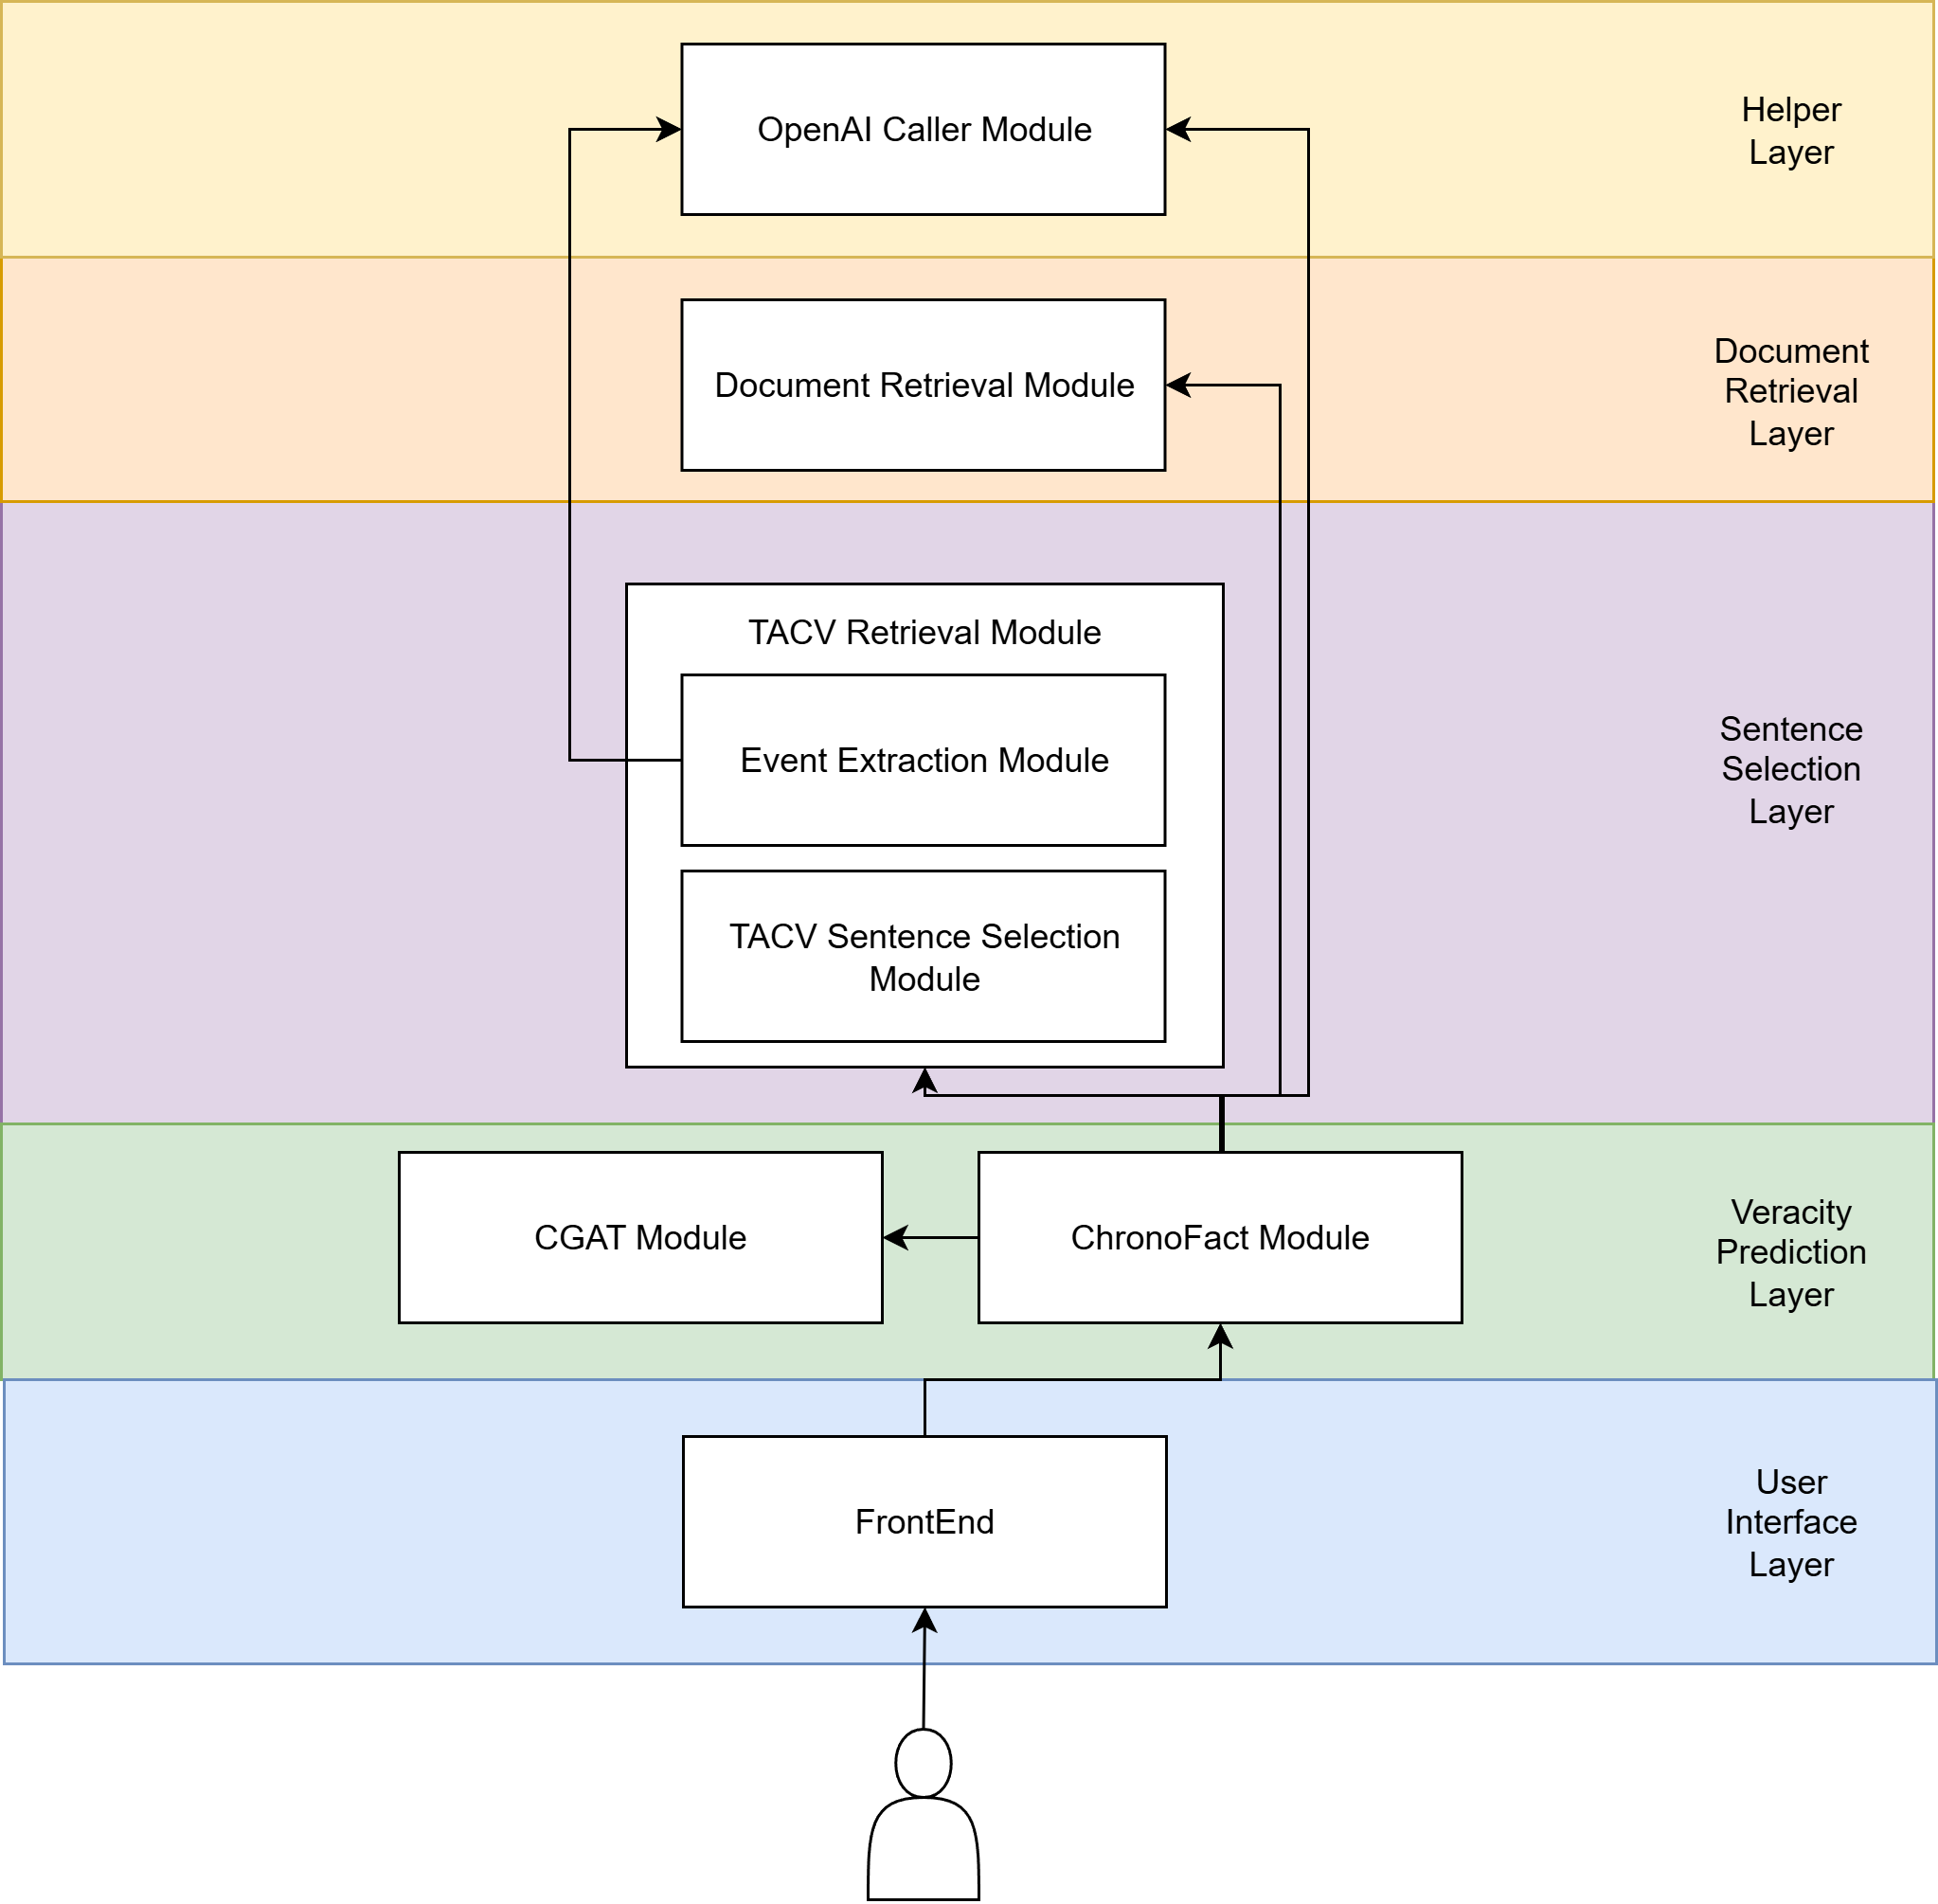 OpenAI Caller Module
Helper
Layer
Document Retrieval Module
Document
Retrieval
Layer
TACV Retrieval Module
Event Extraction Module
TACV Sentence Selection
Module
Sentence
Selection
Layer
CGAT Module
ChronoFact Module
Veracity
Prediction
Layer
FrontEnd
User
Interface
Layer